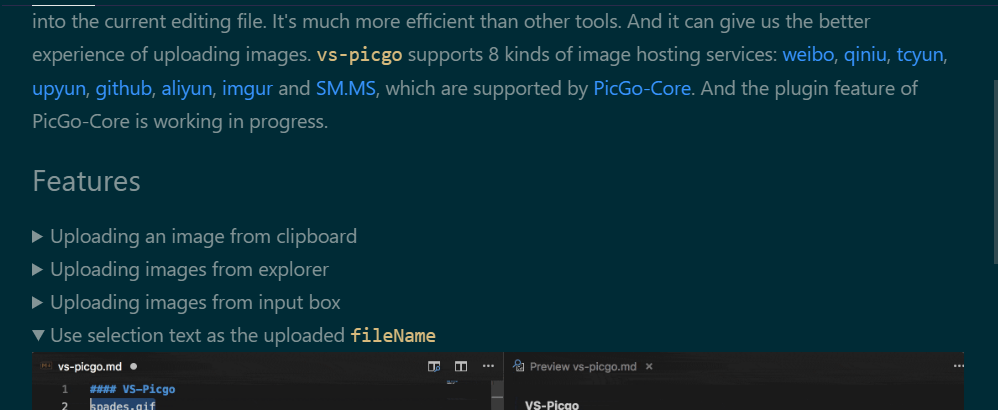 into the current editing file. It's much more efficient than other tools. And it can give us the better
experience of uploading images. vs-picgo supports 8 kinds of image hosting services: weibo, qiniu, tcyun,
upyun, github, aliyun, imgur and SM.MS, which are supported by PicGo-Core. And the plugin feature of
PicGo-Core is working in progress.
Features
Uploading an image from clipboard
Uploading images from explorer
Uploading images from input box
Use selection text as the uploaded fileName
vs-picgo.md
Preview vs-picgo.md
1 #### VS-Picgo
2 spades.gif
VS-Picgo